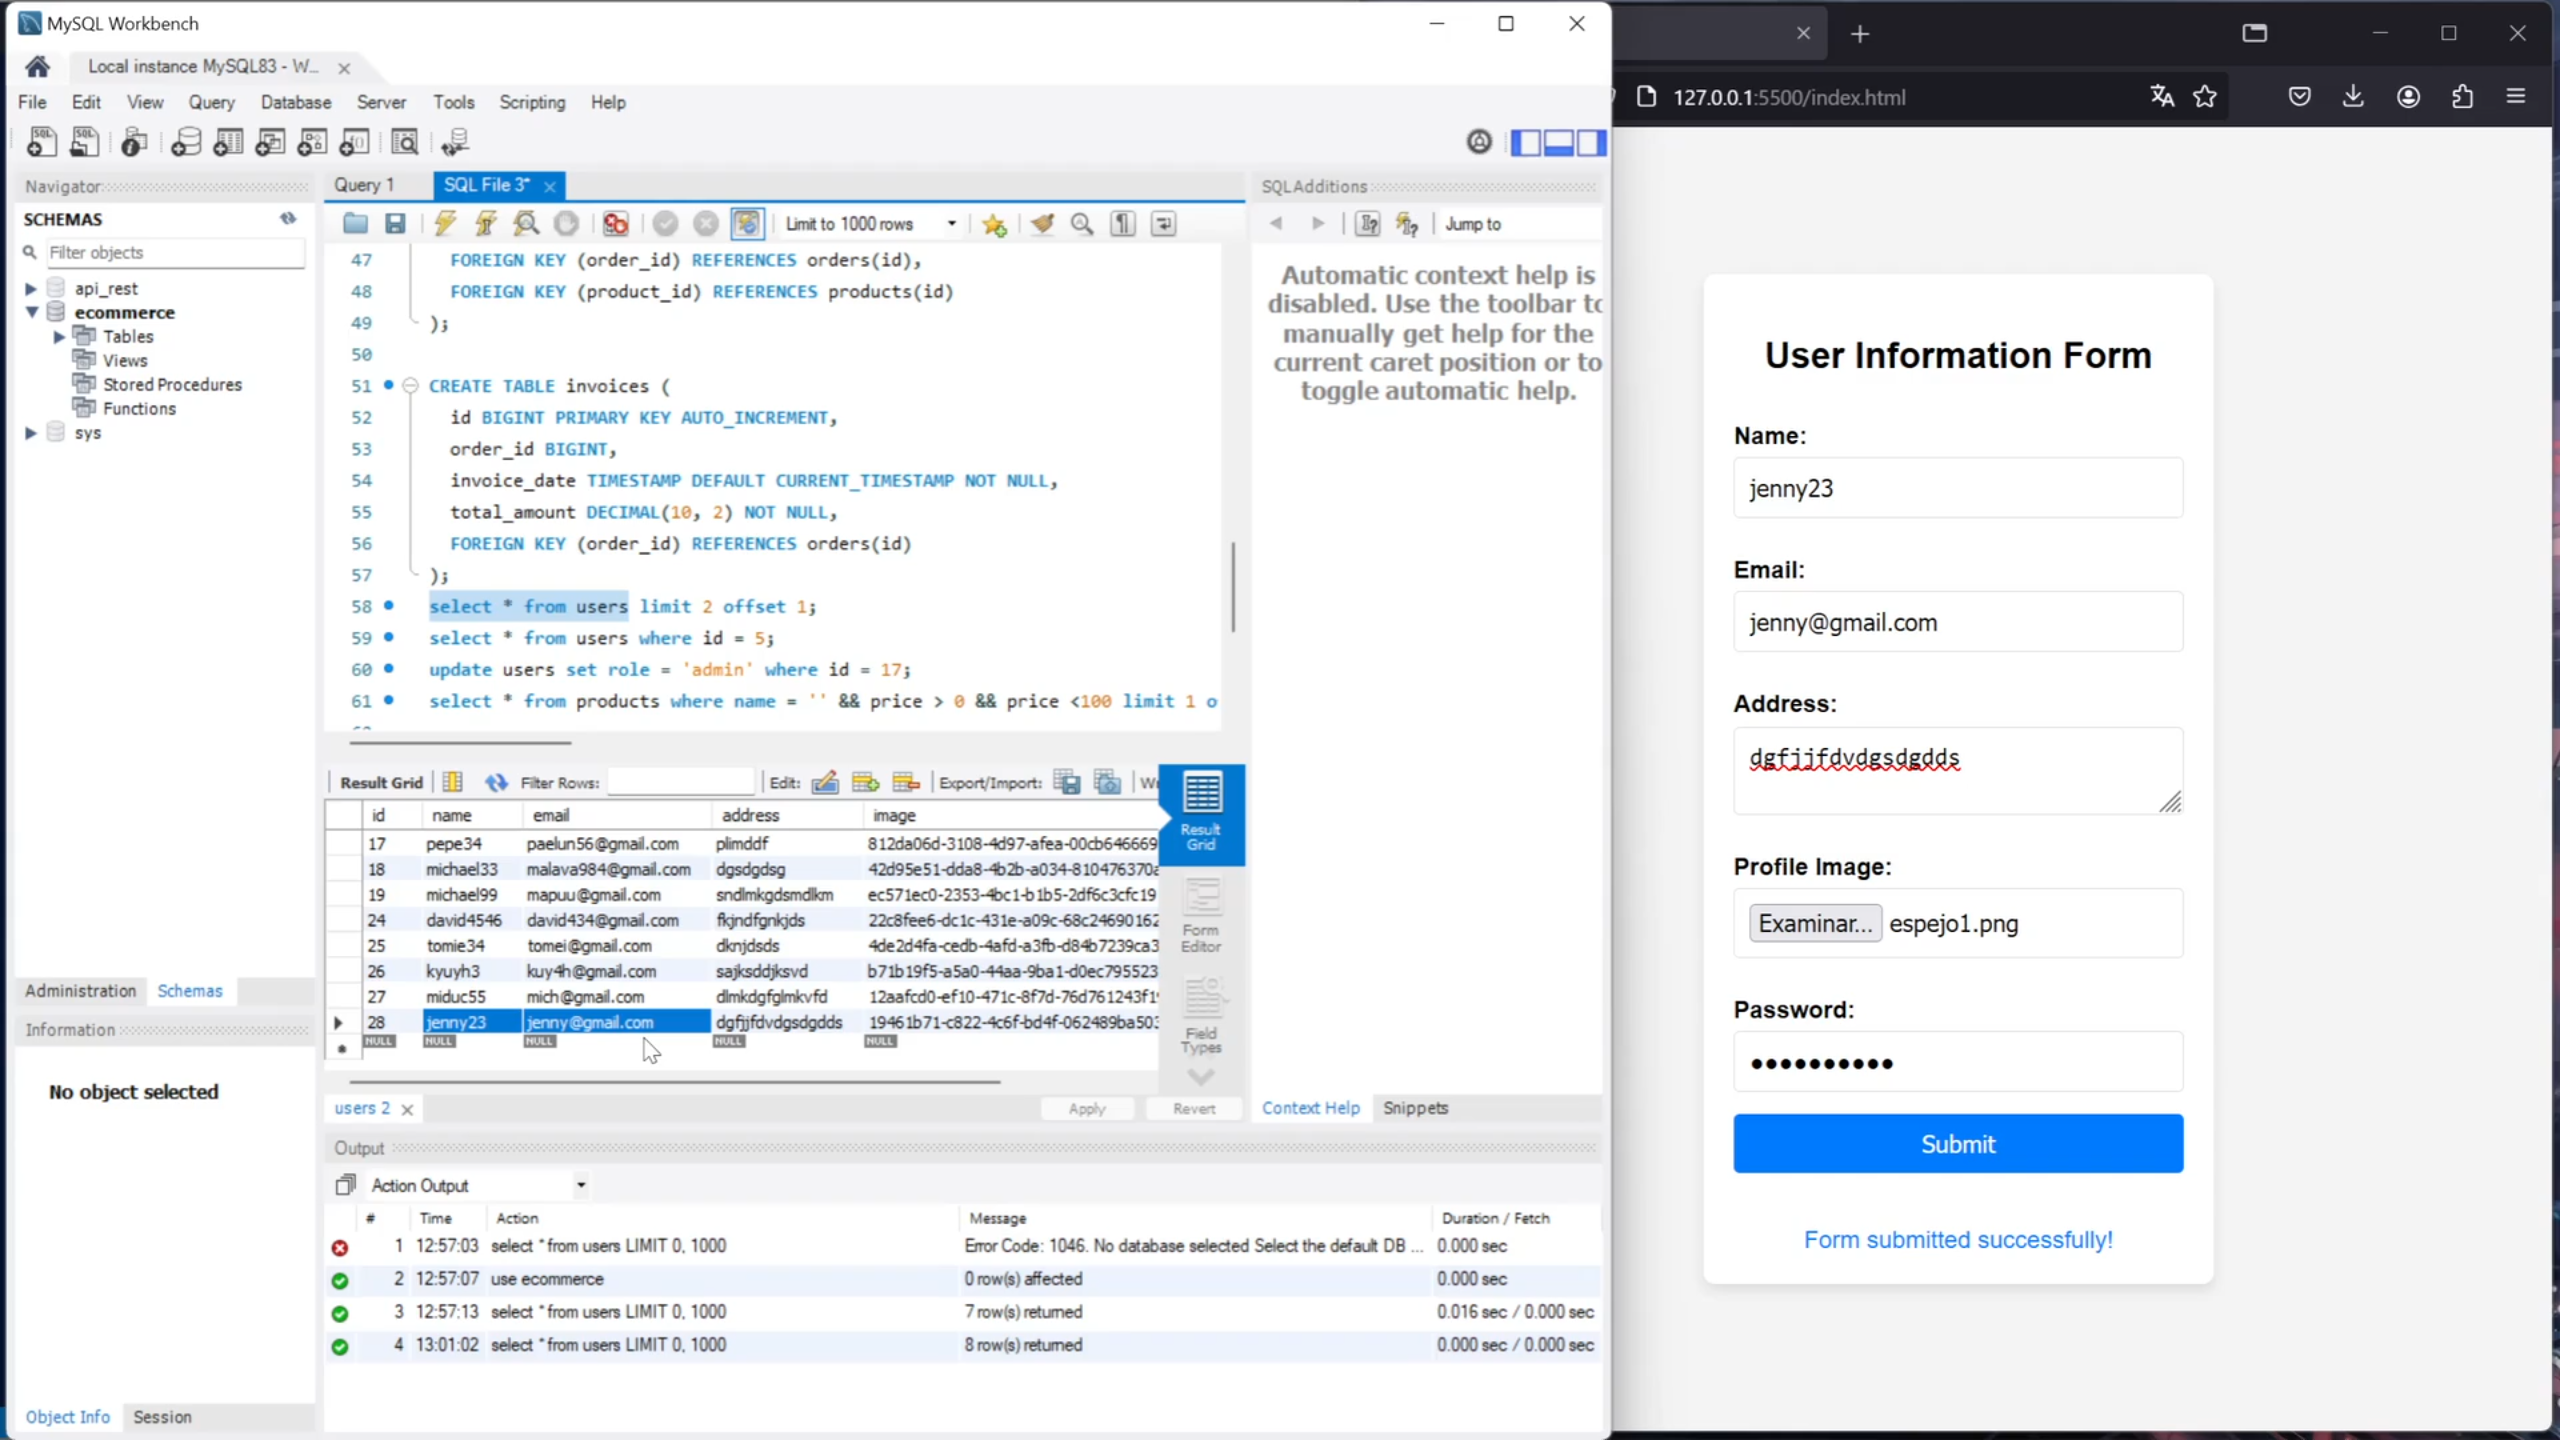 MySQL Workbench
Local instance MySQL83 - W...
File Edit View Query Database Server Tools Scripting Help
Navigator
SCHEMAS
Filter objects
api_rest
ecommerce
Tables
Views
Stored Procedures
Functions
sys
Administration Schemas
Information
No object selected
Object Info Session
Query 1 SQL File 3*
Limit to 1000 rows
47 FOREIGN KEY (order_id) REFERENCES orders(id),
48 FOREIGN KEY (product_id) REFERENCES products(id)
49 );
50
51 CREATE TABLE invoices (
52 id BIGINT PRIMARY KEY AUTO_INCREMENT,
53 order_id BIGINT,
54 invoice_date TIMESTAMP DEFAULT CURRENT_TIMESTAMP NOT NULL,
55 total_amount DECIMAL(10, 2) NOT NULL,
56 FOREIGN KEY (order_id) REFERENCES orders(id)
57 );
58 select * from users limit 2 offset 1;
59 select * from users where id = 5;
60 update users set role = 'admin' where id = 17;
61 select * from products where name = '' && price > 0 && price <100 limit 1 o
Result Grid Filter Rows: Edit: Export/Import: Wr
id name email address image
17 pepe34 paelun56@gmail.com plimddf 812da06d-3108-4d97-afea-00cb646669
18 michael33 malava984@gmail.com dgsdgdsg 42d95e51-dda8-4b2b-a034-810476370a
19 michael99 mapuu@gmail.com sndlmkgdsmdlkm ec571ec0-2353-4bc1-b1b5-2df6c3cfc19
24 david4546 david434@gmail.com fkjndfgnkjds 22c8fee6-dc1c-431e-a09c-68c24690162
25 tomie34 tomei@gmail.com dknjdsds 4de2d4fa-cedb-4afd-a3fb-d84b7239ca3
26 kyuyh3 kuy4h@gmail.com sajksddjksvd b71b19f5-a5a0-44aa-9ba1-d0ec795523
27 miduc55 mich@gmail.com dlmkdgfglmkvfd 12aafcd0-ef10-471c-8f7d-76d761243f1
28 jenny23 jenny@gmail.com dgfjjfdvdgsdgdds 19461b71-c822-4c6f-bd4f-062489ba503
NULL NULL NULL NULL NULL
Result Grid
Form Editor
Field Types
users 2 Apply Revert
SQLAdditions
Jump to
Automatic context help is
disabled. Use the toolbar to
manually get help for the
current caret position or to
toggle automatic help.
Context Help Snippets
Output
Action Output
# Time Action Message Duration / Fetch
1 12:57:03 select * from users LIMIT 0, 1000 Error Code: 1046. No database selected Select the default DB ... 0.000 sec
2 12:57:07 use ecommerce 0 row(s) affected 0.000 sec
3 12:57:13 select * from users LIMIT 0, 1000 7 row(s) returned 0.016 sec / 0.000 sec
4 13:01:02 select * from users LIMIT 0, 1000 8 row(s) returned 0.000 sec / 0.000 sec
127.0.0.1:5500/index.html
User Information Form
Name:
jenny23
Email:
jenny@gmail.com
Address:
dgfjjfdvdgsdgdds
Profile Image:
Examinar... espejo1.png
Password:
Submit
Form submitted successfully!